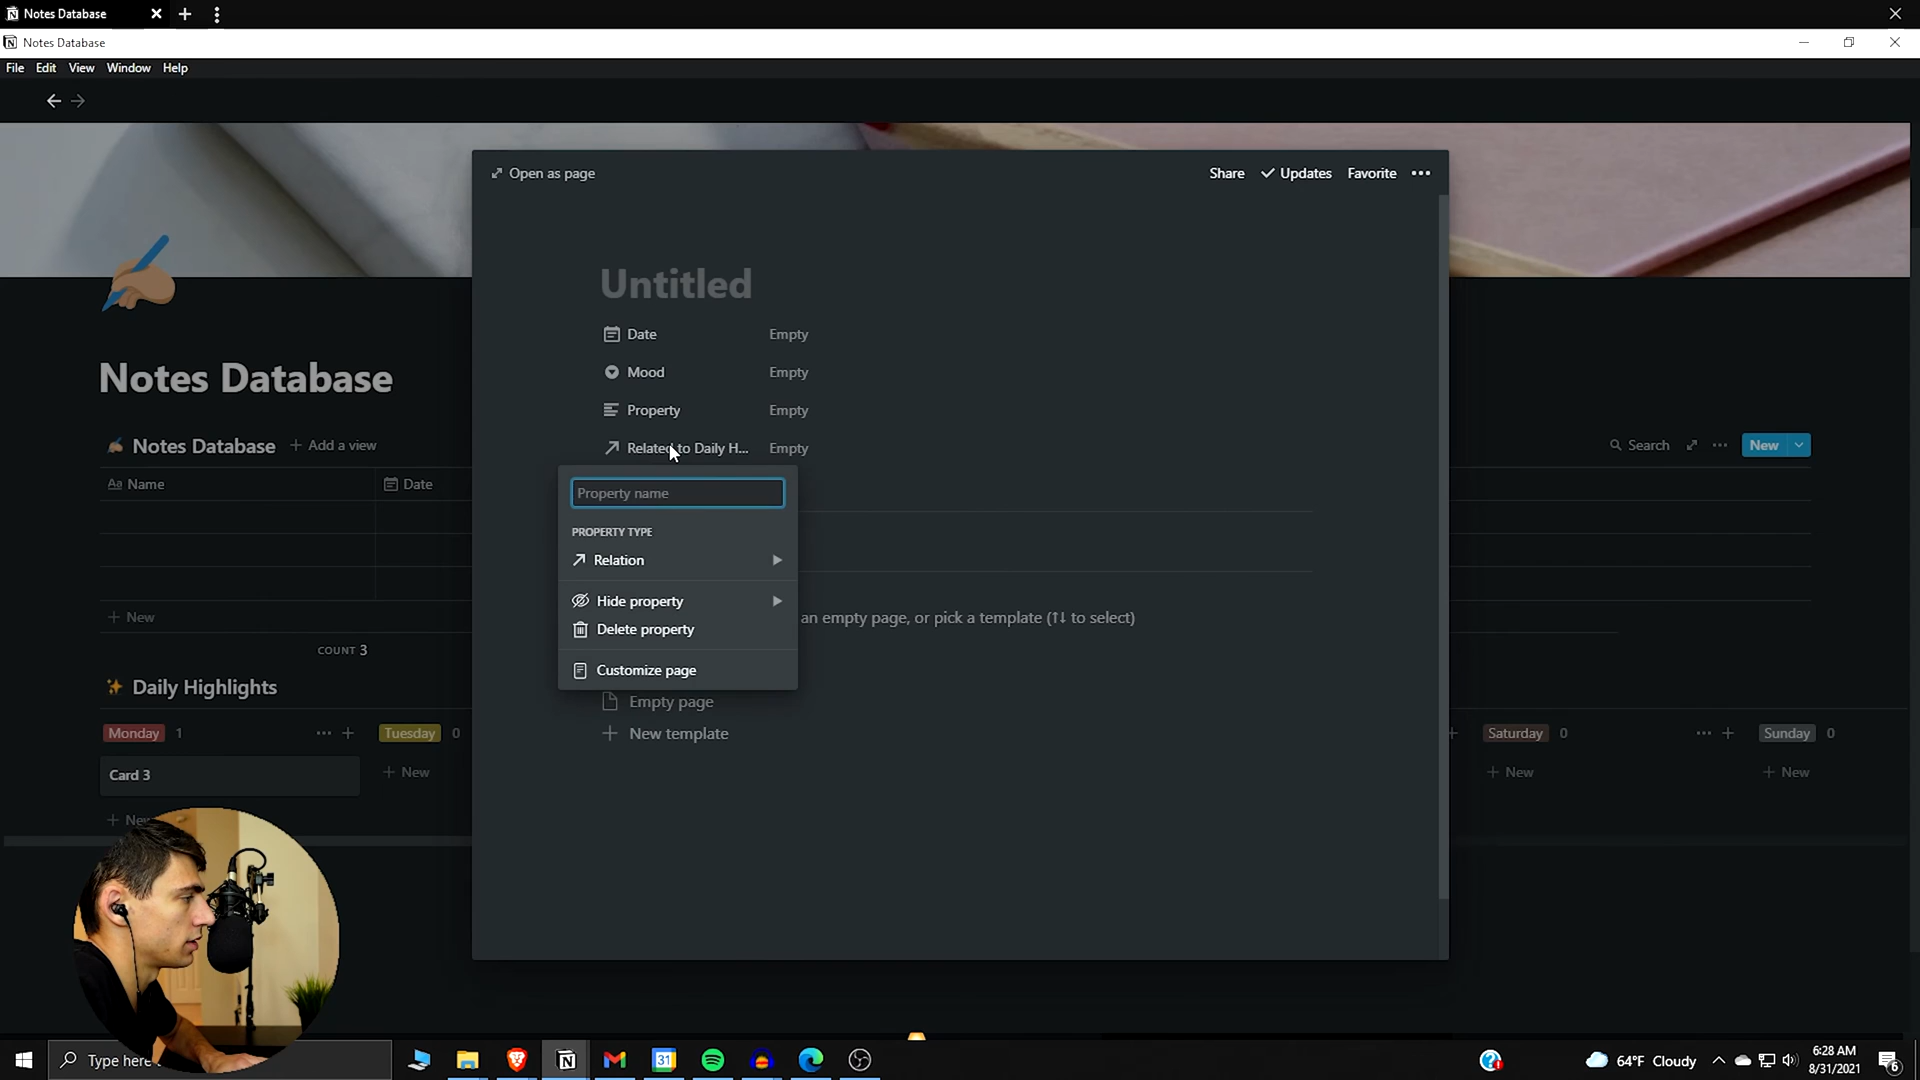 Notes Database
Notes Database
File Edit View Window Help
Open as page
Share Updates Favorite
Untitled
Date Empty
Mood Empty
Property Empty
Related to Daily H... Empty
Property name
PROPERTY TYPE
Relation
Hide property
Delete property
Customize page
an empty page, or pick a template (↑↓ to select)
Empty page
New template
Notes Database
Notes Database + Add a view
Search ... New
Aa Name Date
+ New
COUNT 3
Daily Highlights
Monday 1 ... + Tuesday 0
+ Saturday 0 ... + Sunday 0
Card 3
+ New
+ New
+ New
+ New
Type here
31
64°F Cloudy
6:28 AM
8/31/2021
6